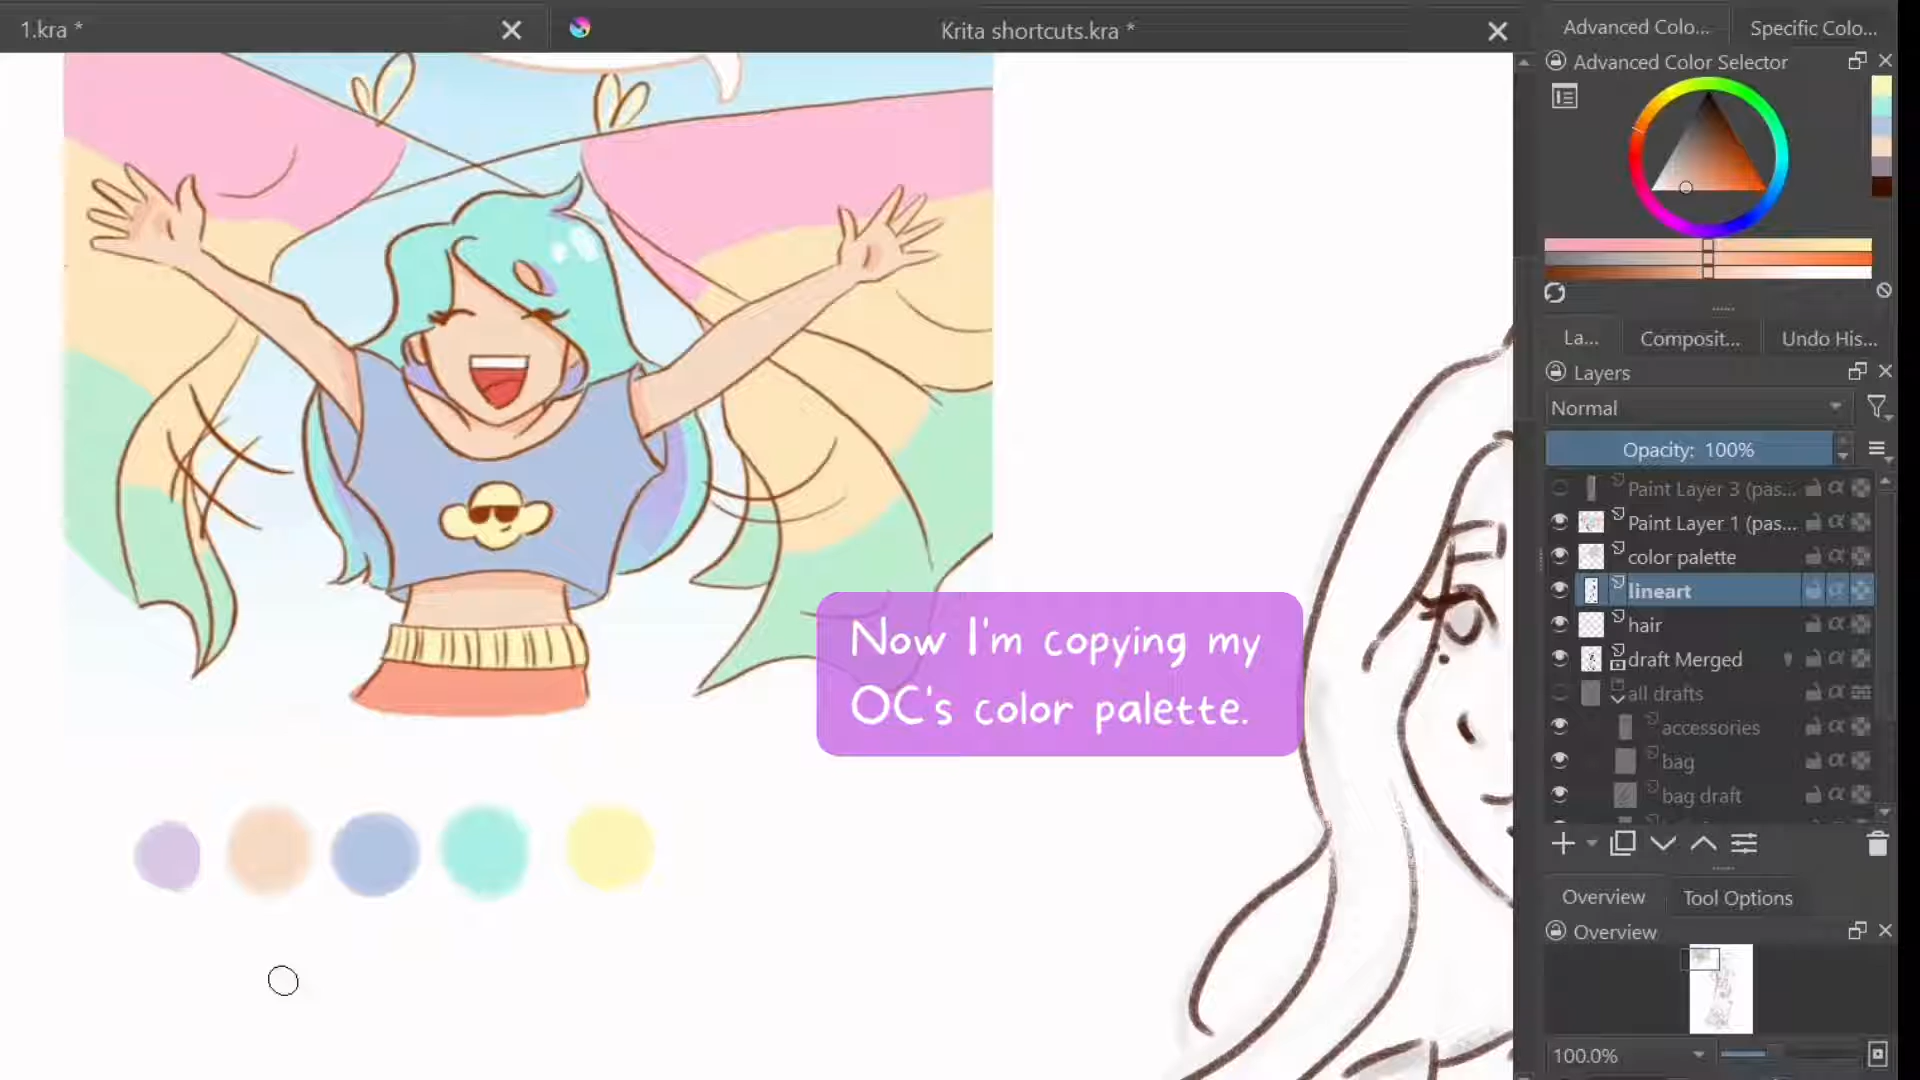 1.kra *
Krita shortcuts.kra *
Advanced Colo...
Specific Colo...
Advanced Color Selector
La...
Composit...
Undo His...
Layers
Normal
Opacity: 100%
Paint Layer 3 (pas...
Paint Layer 1 (pas...
color palette
lineart
hair
draft Merged
all drafts
accessories
bag
bag draft
Now I'm copying my
OC's color palette.
Overview
Tool Options
Overview
100.0%